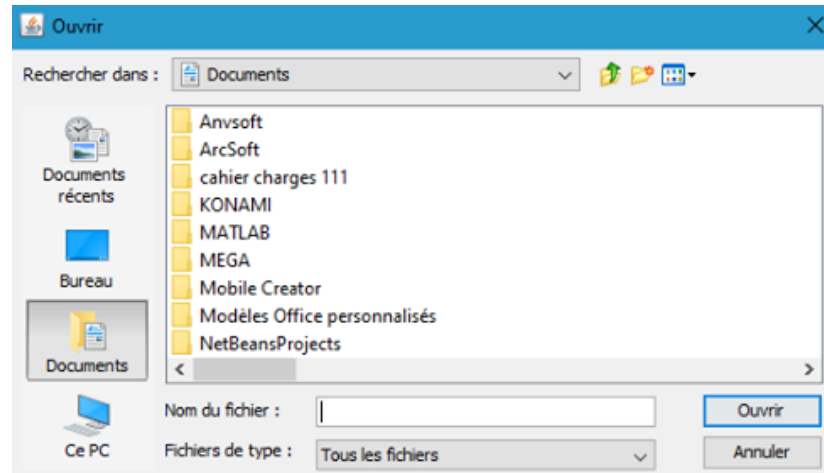 Ouvrir
Rechercher dans :
Documents
Documents
récents
Bureau
Documents
Ce PC
Anvsoft
ArcSoft
cahier charges 111
KONAMI
MATLAB
MEGA
Mobile Creator
Modèles Office personnalisés
NetBeansProjects
Nom du fichier :
Ouvrir
Fichiers de type :
Tous les fichiers
Annuler